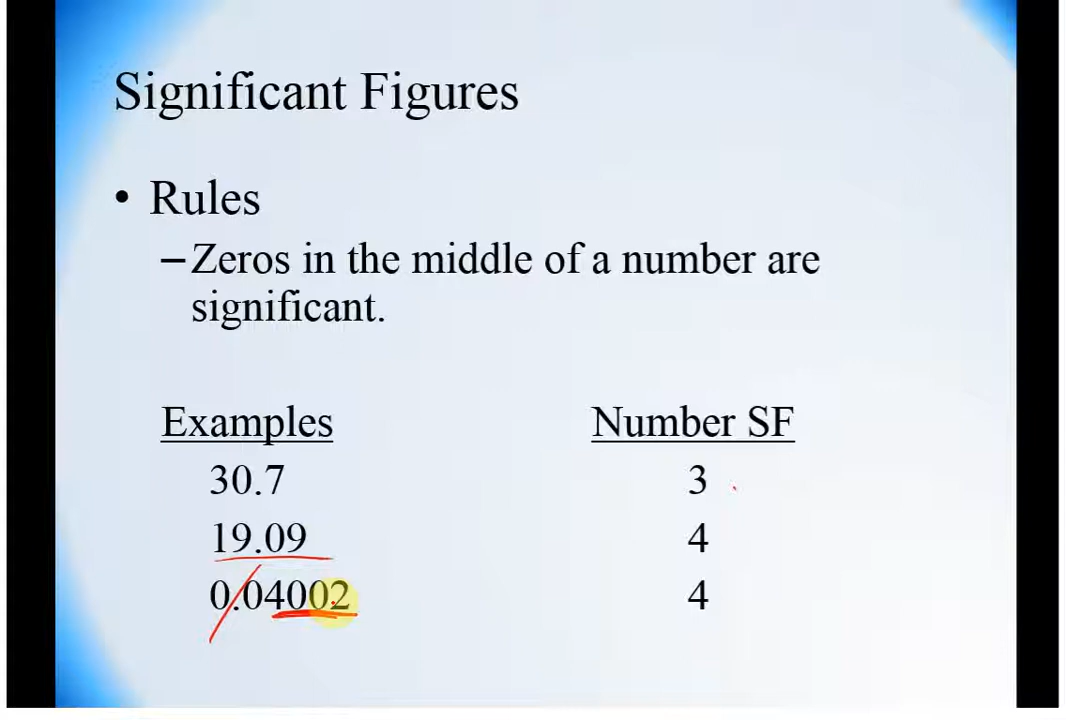 Significant Figures
• Rules
–Zeros in the middle of a number are
significant.
Examples Number SF
30.7 3
19.09 4
0.04002 4